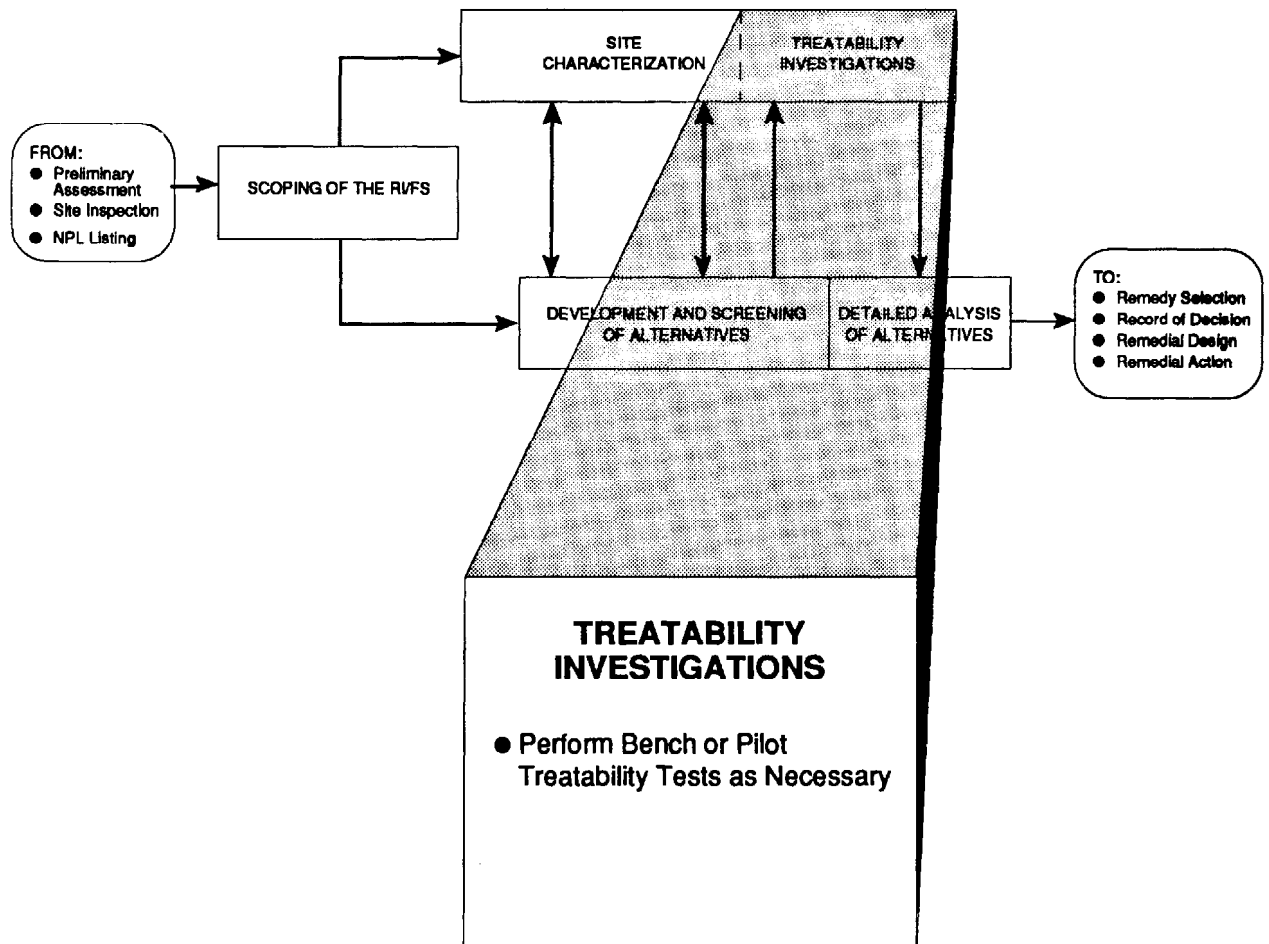 SITE
CHARACTERIZATION
TREATABILITY
INVESTIGATIONS
FROM:
● Preliminary
Assessment
● Site Inspection
● NPL Listing
SCOPING OF THE RI/FS
DEVELOPMENT AND SCREENING
OF ALTERNATIVES
DETAILED ANALYSIS
OF ALTERNATIVES
TO:
● Remedy Selection
● Record of Decision
● Remedial Design
● Remedial Action
TREATABILITY
INVESTIGATIONS
● Perform Bench or Pilot
Treatability Tests as Necessary